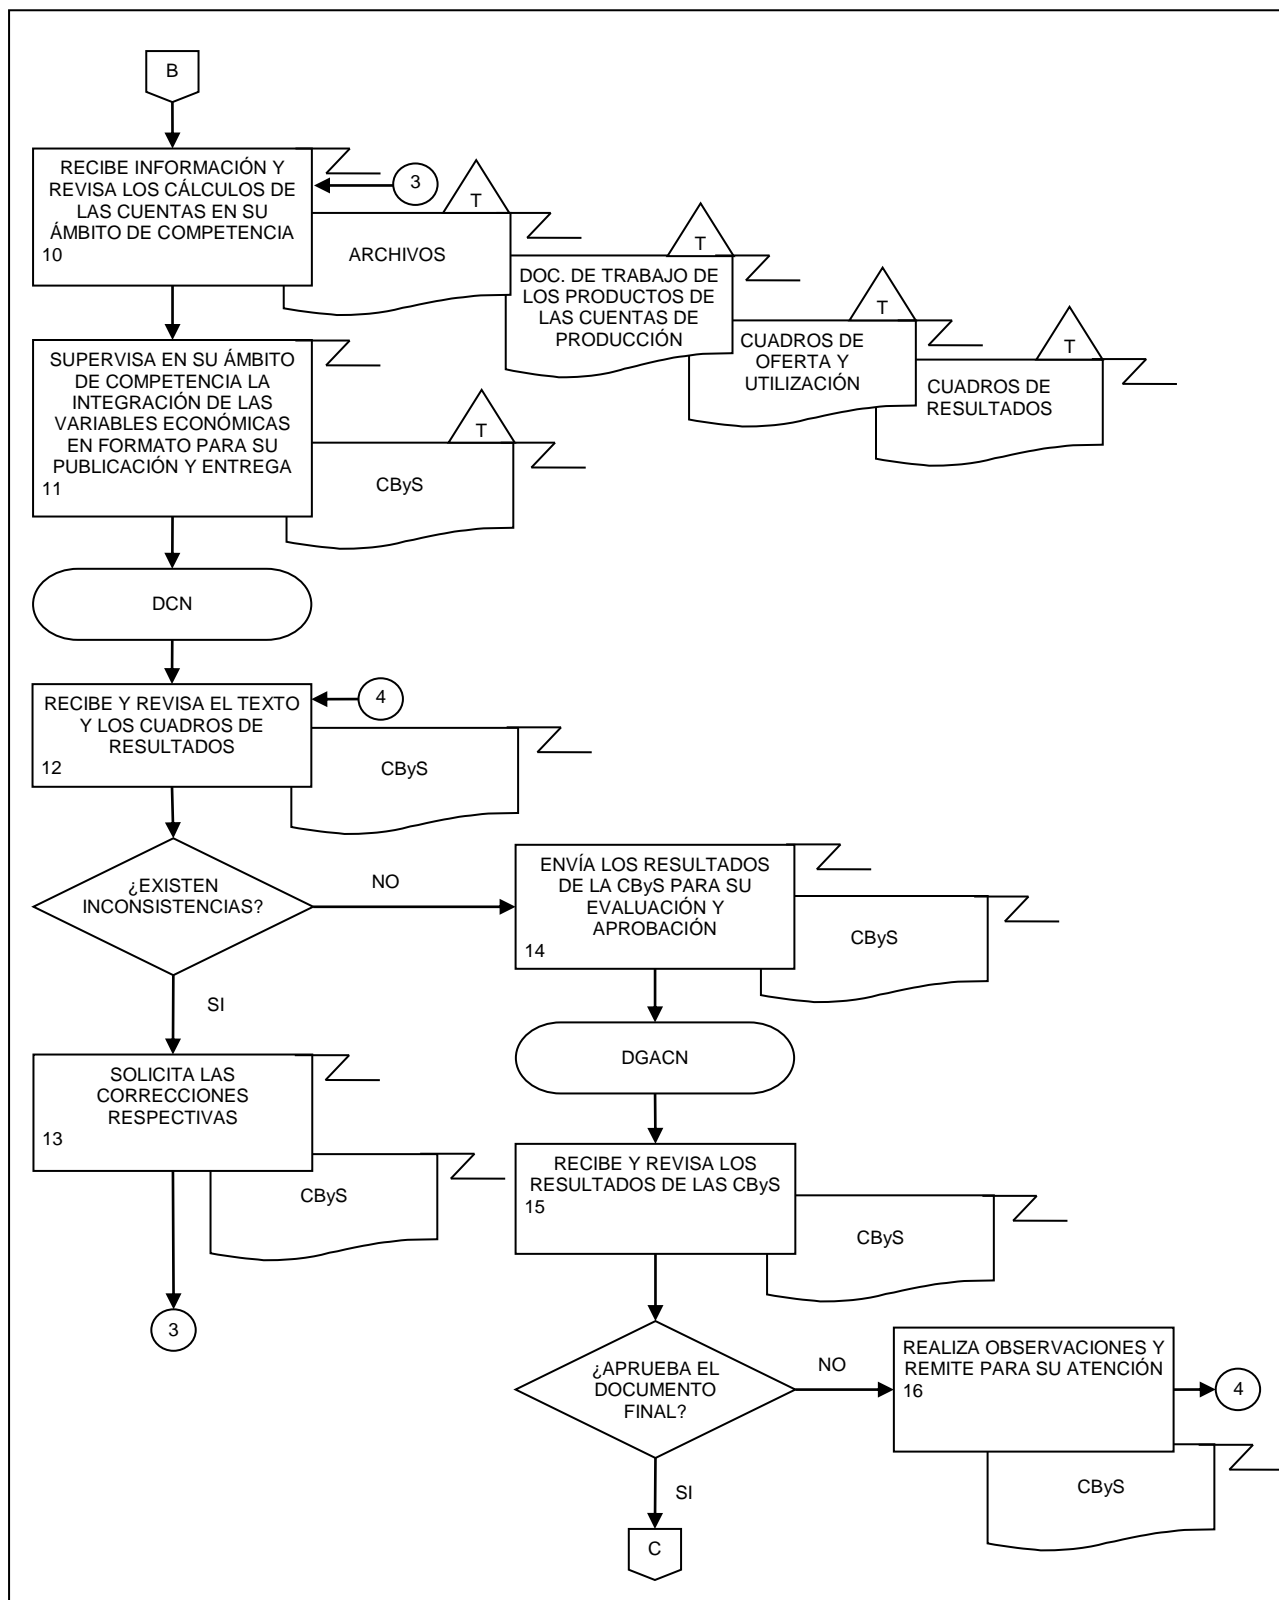 B
RECIBE INFORMACIÓN Y
REVISA LOS CÁLCULOS DE
LAS CUENTAS EN SU
ÁMBITO DE COMPETENCIA
10
3
T
ARCHIVOS
T
DOC. DE TRABAJO DE
LOS PRODUCTOS DE
LAS CUENTAS DE
PRODUCCIÓN
T
CUADROS DE
OFERTA Y
UTILIZACIÓN
T
CUADROS DE
RESULTADOS
SUPERVISA EN SU ÁMBITO
DE COMPETENCIA LA
INTEGRACIÓN DE LAS
VARIABLES ECONÓMICAS
EN FORMATO PARA SU
PUBLICACIÓN Y ENTREGA
11
T
CByS
DCN
RECIBE Y REVISA EL TEXTO
Y LOS CUADROS DE
RESULTADOS
12
4
CByS
¿EXISTEN
INCONSISTENCIAS?
NO
ENVÍA LOS RESULTADOS
DE LA CByS PARA SU
EVALUACIÓN Y
APROBACIÓN
14
CByS
SI
DGACN
SOLICITA LAS
CORRECCIONES
RESPECTIVAS
13
CByS
3
RECIBE Y REVISA LOS
RESULTADOS DE LAS CByS
15
CByS
¿APRUEBA EL
DOCUMENTO
FINAL?
NO
REALIZA OBSERVACIONES Y
REMITE PARA SU ATENCIÓN
16
4
CByS
SI
C